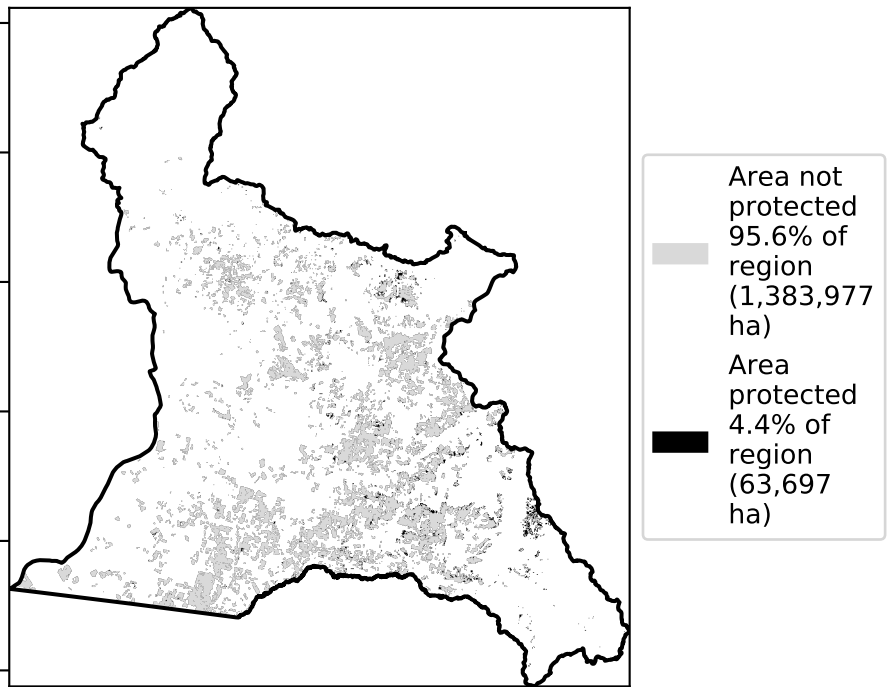 Area not
protected
95.6% of
region
(1,383,977
ha)
Area
protected
4.4% of
region
(63,697
ha)